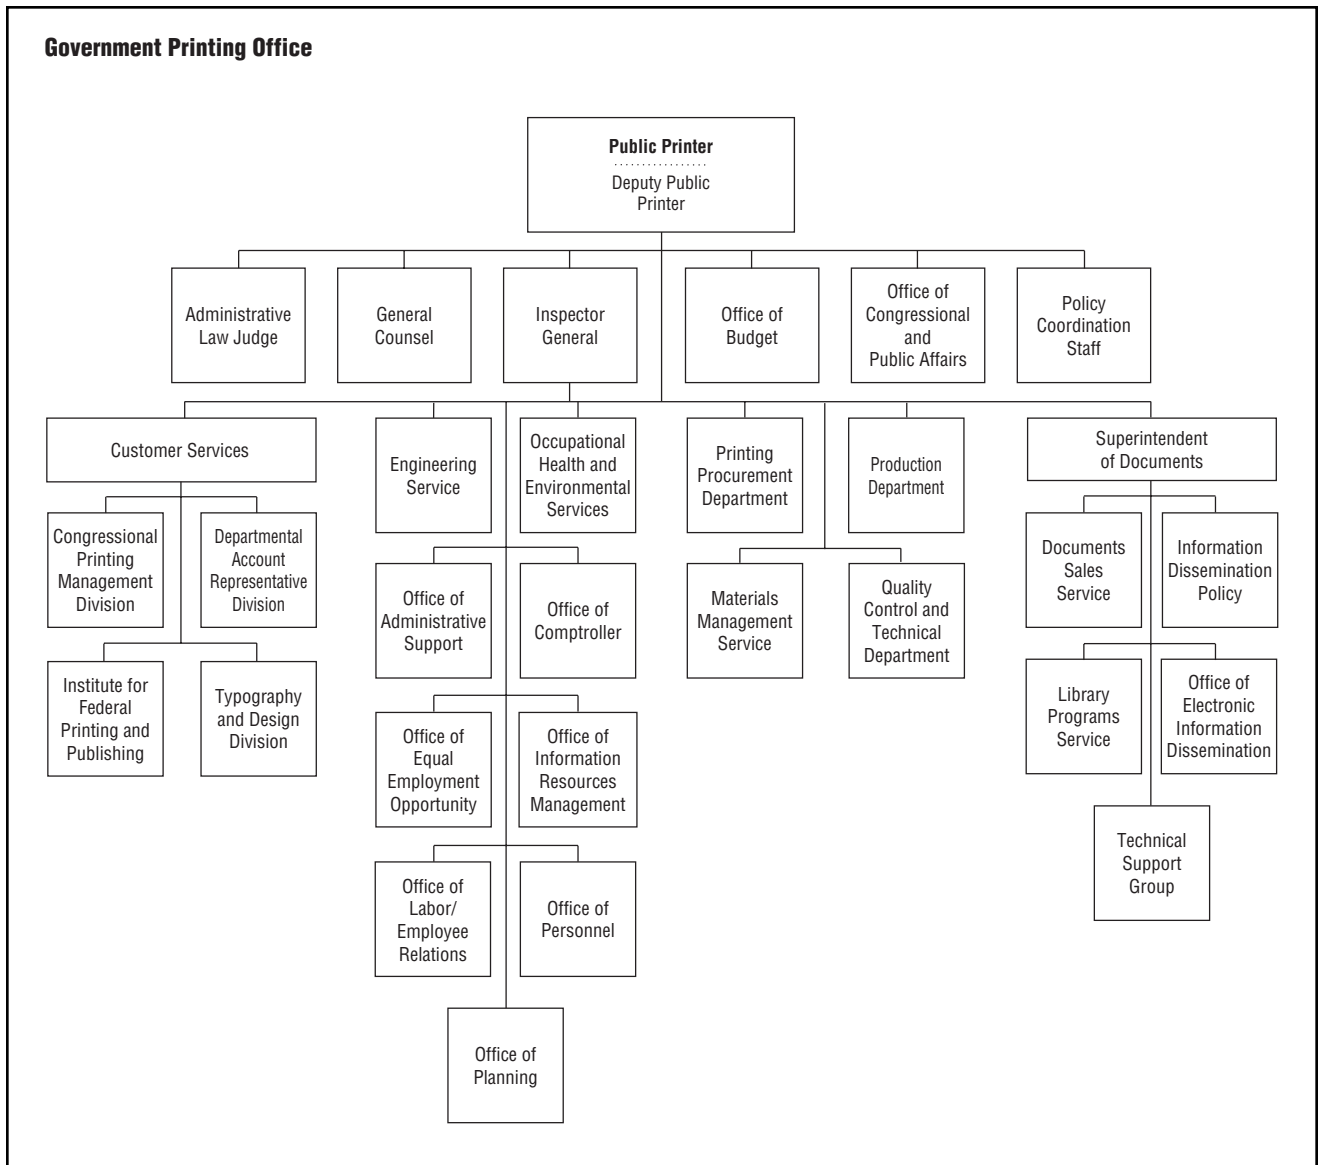 Government Printing Office
Public Printer
Deputy Public
Printer
Administrative
Law Judge
General
Counsel
Inspector
General
Office of
Budget
Office of
Congressional
and
Public Affairs
Policy
Coordination
Staff
Customer Services
Engineering
Service
Occupational
Health and
Environmental
Services
Printing
Procurement
Department
Production
Department
Superintendent
of Documents
Congressional
Printing
Management
Division
Departmental
Account
Representative
Division
Office of
Administrative
Support
Office of
Comptroller
Materials
Management
Service
Quality
Control and
Technical
Department
Documents
Sales
Service
Information
Dissemination
Policy
Institute for
Federal
Printing and
Publishing
Typography
and Design
Division
Office of
Equal
Employment
Opportunity
Office of
Information
Resources
Management
Library
Programs
Service
Office of
Electronic
Information
Dissemination
Office of
Labor/
Employee
Relations
Office of
Personnel
Technical
Support
Group
Office of
Planning